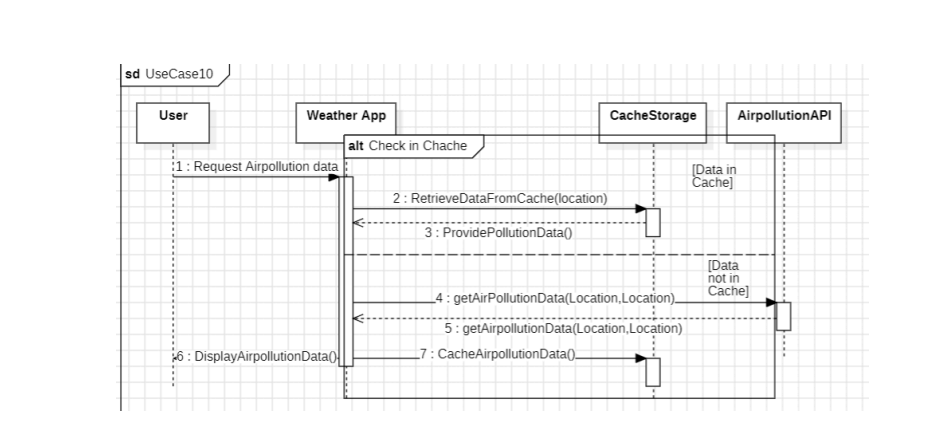 sd UseCase10
User
Weather App
CacheStorage
AirpollutionAPI
alt Check in Chache
1 : Request Airpollution data
[Data in
Cache]
2 : RetrieveDataFromCache(location)
3 : ProvidePollutionData()
[Data
not in
Cache]
4 : getAirPollutionData(Location,Location)
5 : getAirpollutionData(Location,Location)
6 : DisplayAirpollutionData()
7 : CacheAirpollutionData()